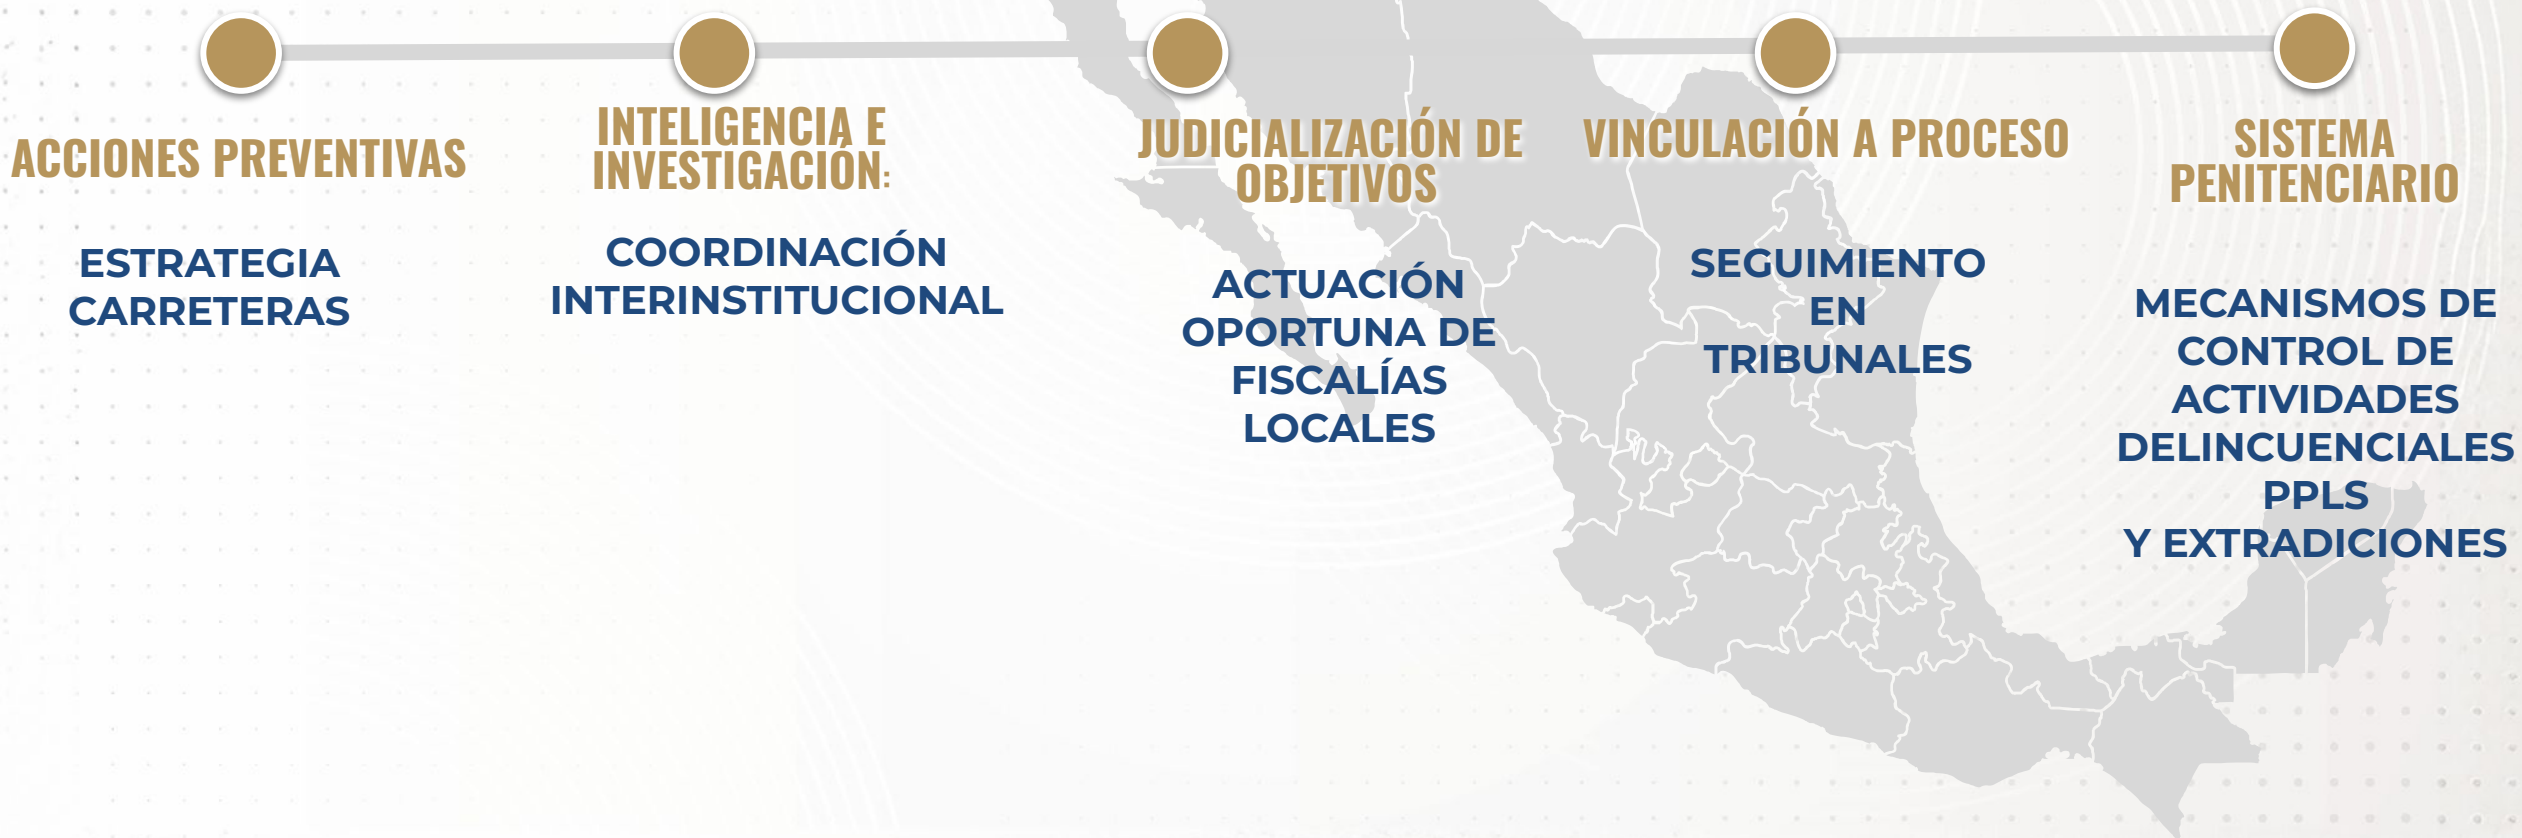 ACCIONES PREVENTIVAS
ESTRATEGIA
CARRETERAS
INTELIGENCIA E
INVESTIGACIÓN:
COORDINACIÓN
INTERINSTITUCIONAL
JUDICIALIZACIÓN DE
OBJETIVOS
ACTUACIÓN
OPORTUNA DE
FISCALÍAS
LOCALES
VINCULACIÓN A PROCESO
SEGUIMIENTO
EN
TRIBUNALES
SISTEMA
PENITENCIARIO
MECANISMOS DE
CONTROL DE
ACTIVIDADES
DELINCUENCIALES
PPLS
Y EXTRADICIONES